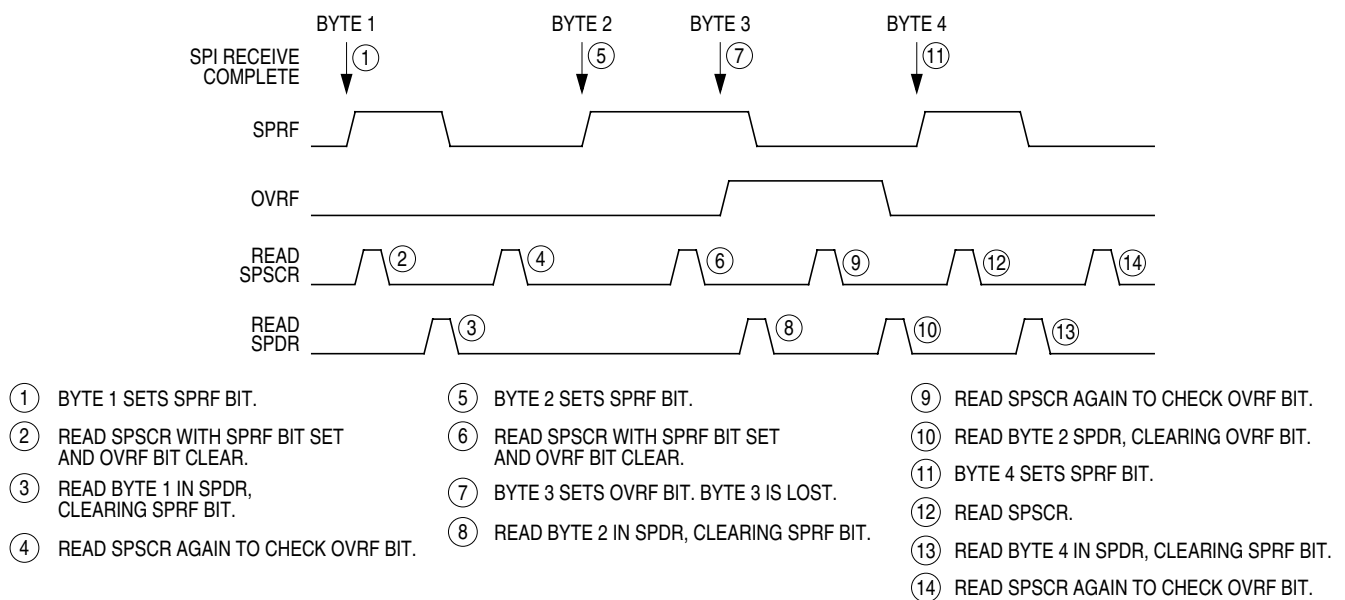 BYTE 1 BYTE 2 BYTE 3 BYTE 4
SPI RECEIVE
COMPLETE
1 5 7 11
SPRF
OVRF
READ
SPSCR
2 4 6 9 12 14
READ
SPDR
3 8 10 13
1 BYTE 1 SETS SPRF BIT.
2 READ SPSCR WITH SPRF BIT SET
AND OVRF BIT CLEAR.
3 READ BYTE 1 IN SPDR,
CLEARING SPRF BIT.
4 READ SPSCR AGAIN TO CHECK OVRF BIT.
5 BYTE 2 SETS SPRF BIT.
6 READ SPSCR WITH SPRF BIT SET
AND OVRF BIT CLEAR.
7 BYTE 3 SETS OVRF BIT. BYTE 3 IS LOST.
8 READ BYTE 2 IN SPDR, CLEARING SPRF BIT.
9 READ SPSCR AGAIN TO CHECK OVRF BIT.
10 READ BYTE 2 SPDR, CLEARING OVRF BIT.
11 BYTE 4 SETS SPRF BIT.
12 READ SPSCR.
13 READ BYTE 4 IN SPDR, CLEARING SPRF BIT.
14 READ SPSCR AGAIN TO CHECK OVRF BIT.